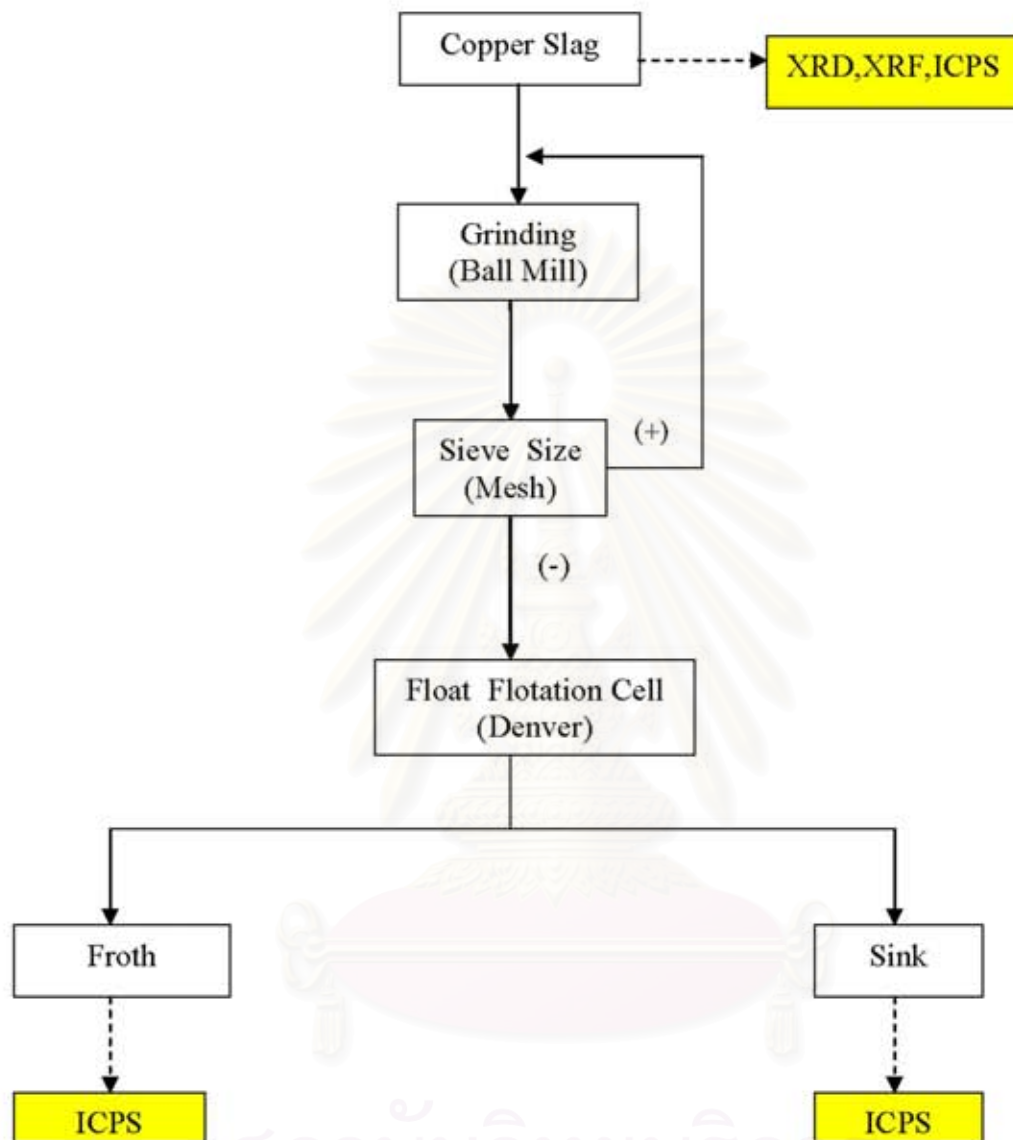 Copper Slag
XRD,XRF,ICPS
Grinding
(Ball Mill)
Sieve Size
(Mesh)
(+)
(-)
Float Flotation Cell
(Denver)
Froth
Sink
ICPS
ICPS